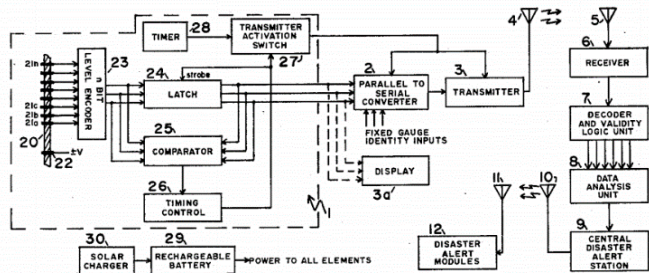 28
TIMER
TRANSMITTER
ACTIVATION
SWITCH
27
21n
21c
21b
21a
20
22
±V
23
n BIT
LEVEL ENCODER
24
strobe
LATCH
25
COMPARATOR
26
TIMING
CONTROL
1
2
PARALLEL TO
SERIAL
CONVERTER
FIXED GAUGE
IDENTITY INPUTS
3
TRANSMITTER
DISPLAY
3a
4
5
6
RECEIVER
7
DECODER
AND VALIDITY
LOGIC UNIT
8
DATA
ANALYSIS
UNIT
9
CENTRAL
DISASTER
ALERT
STATION
10
11
12
DISASTER
ALERT MODULES
30
SOLAR
CHARGER
29
RECHARGEABLE
BATTERY
POWER TO ALL ELEMENTS